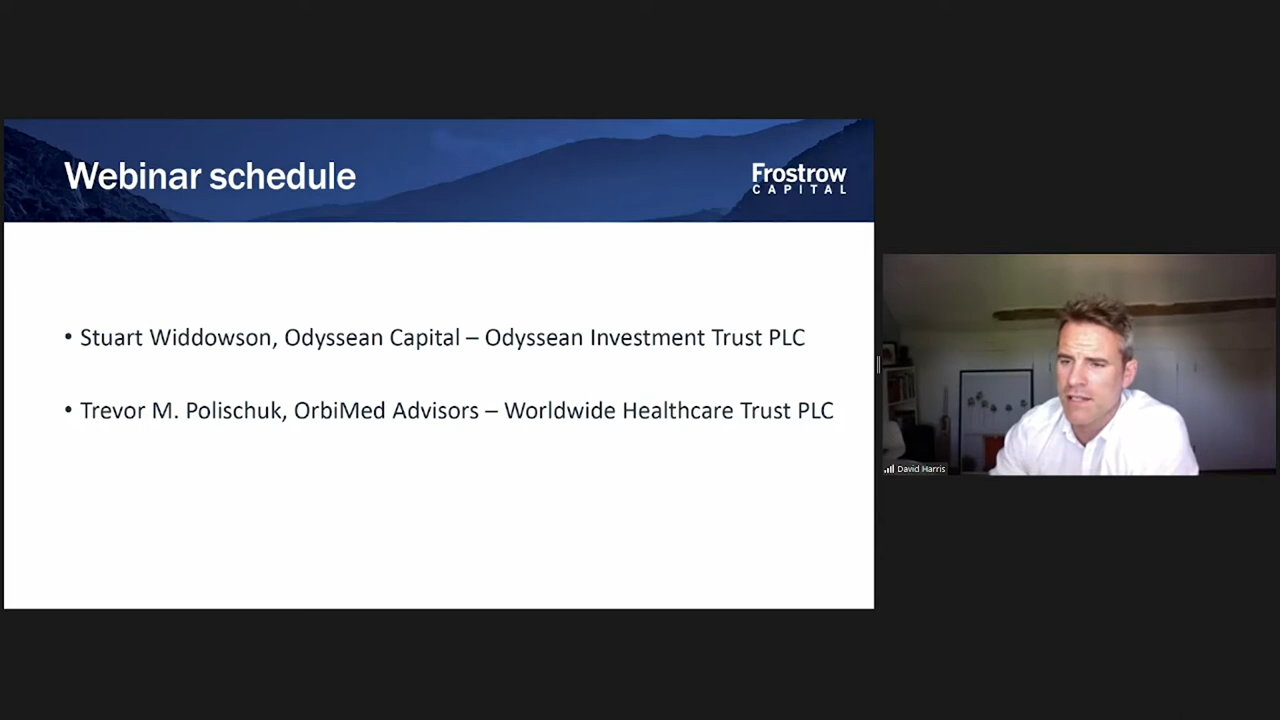 Webinar schedule
Frostrow
CAPITAL
• Stuart Widdowson, Odyssean Capital – Odyssean Investment Trust PLC
• Trevor M. Polischuk, OrbiMed Advisors – Worldwide Healthcare Trust PLC
David Harris